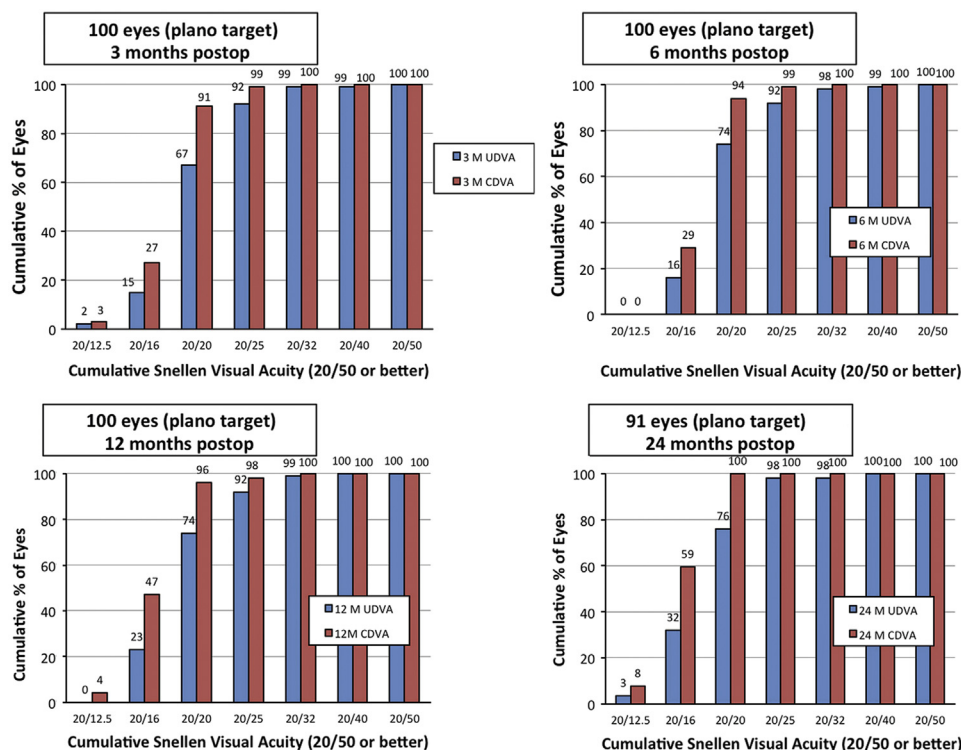 100 eyes (plano target)
3 months postop
Cumulative % of Eyes
100
80
60
40
20
0
2 3
15 27
67 91
92 99
99 100
99 100
100 100
3 M UDVA
3 M CDVA
20/12.5 20/16 20/20 20/25 20/32 20/40 20/50
Cumulative Snellen Visual Acuity (20/50 or better)
100 eyes (plano target)
6 months postop
Cumulative % of Eyes
100
80
60
40
20
0
0 0
16 29
74 94
92 99
98 100
99 100
100 100
6 M UDVA
6 M CDVA
20/12.5 20/16 20/20 20/25 20/32 20/40 20/50
Cumulative Snellen Visual Acuity (20/50 or better)
100 eyes (plano target)
12 months postop
Cumulative % of Eyes
100
80
60
40
20
0
0 4
23 47
74 96
92 98
99 100
100 100
100 100
12 M UDVA
12M CDVA
20/12.5 20/16 20/20 20/25 20/32 20/40 20/50
Cumulative Snellen Visual Acuity (20/50 or better)
91 eyes (plano target)
24 months postop
Cumulative % of Eyes
100
80
60
40
20
0
3 8
32 59
76 100
98 100
98 100
100 100
100 100
24 M UDVA
24 M CDVA
20/12.5 20/16 20/20 20/25 20/32 20/40 20/50
Cumulative Snellen Visual Acuity (20/50 or better)